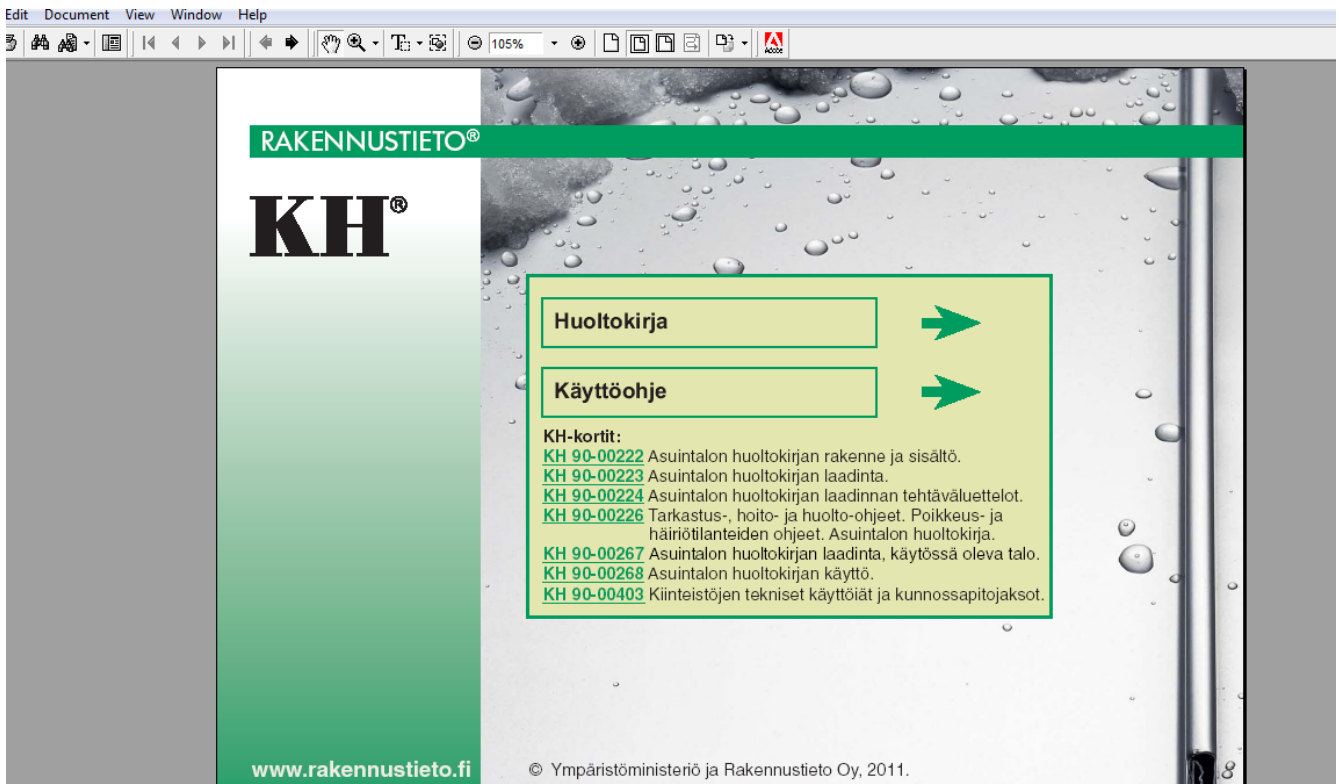 Edit Document View Window Help
105%
Adobe
RAKENNUSTIETO®
KH®
Huoltokirja
Käyttöohje
KH-kortit:
KH 90-00222 Asuintalon huoltokirjan rakenne ja sisältö.
KH 90-00223 Asuintalon huoltokirjan laadinta.
KH 90-00224 Asuintalon huoltokirjan laadinnan tehtäväluettelot.
KH 90-00226 Tarkastus-, hoito- ja huolto-ohjeet. Poikkeus- ja
häiriötilanteiden ohjeet. Asuintalon huoltokirja.
KH 90-00267 Asuintalon huoltokirjan laadinta, käytössä oleva talo.
KH 90-00268 Asuintalon huoltokirjan käyttö.
KH 90-00403 Kiinteistöjen tekniset käyttöiät ja kunnossapitojaksot.
www.rakennustieto.fi
© Ympäristöministeriö ja Rakennustieto Oy, 2011.
8